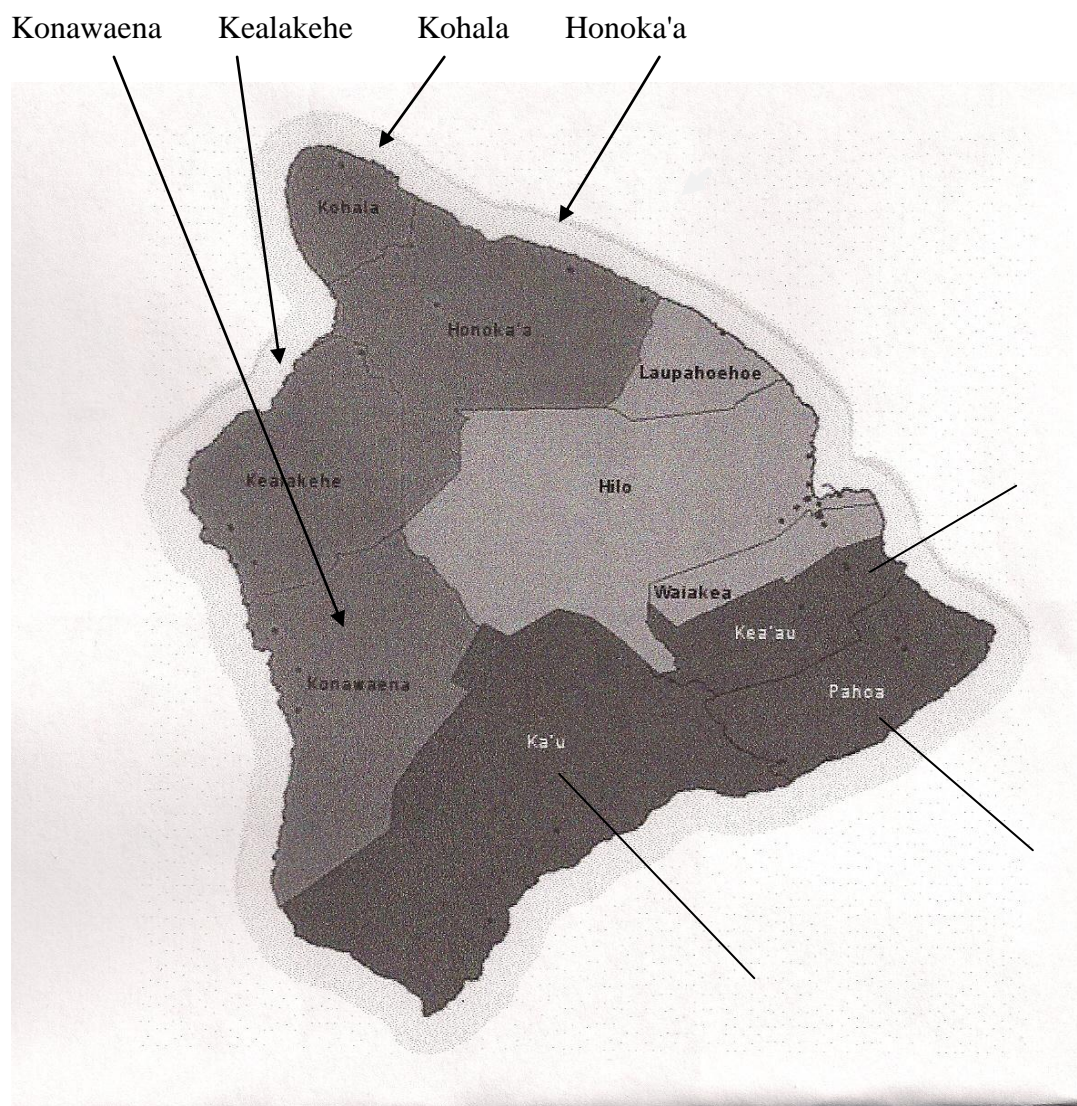 Konawaena Kealakehe Kohala Honoka'a
Kohala
Honoka'a
Laupahoehoe
Kealakehe
Hilo
Waiakea
Kea'au
Konawaena
Pahoa
Ka'u